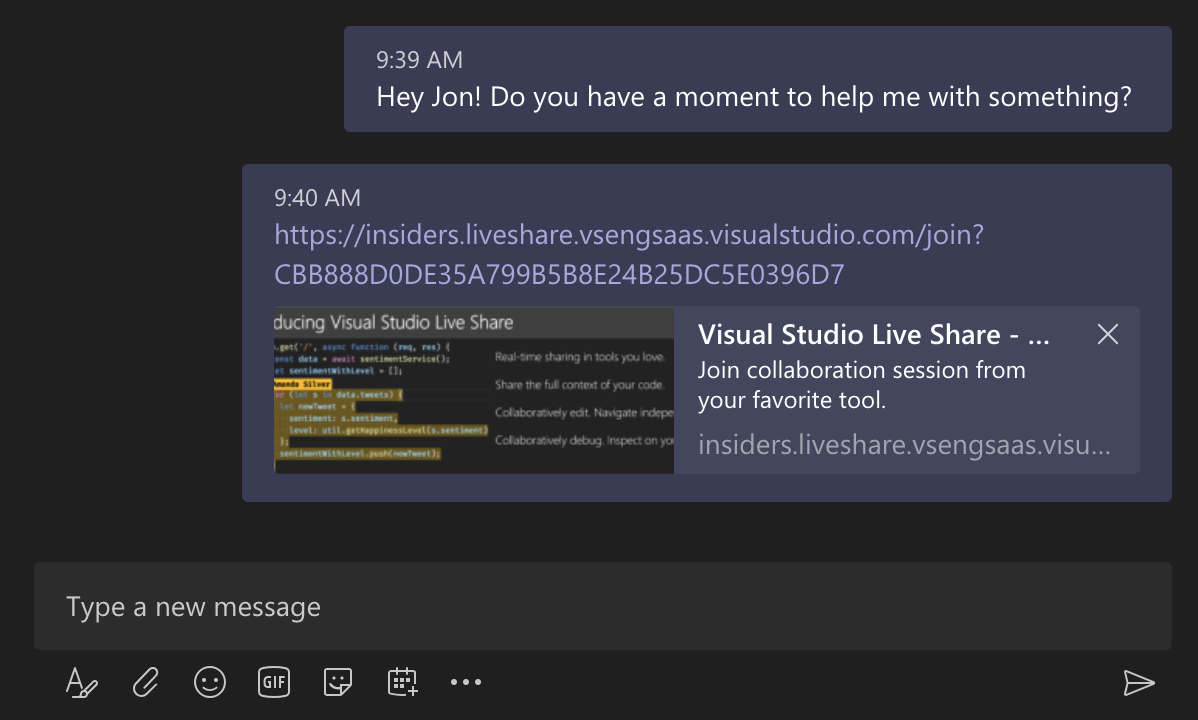 9:39 AM
Hey Jon! Do you have a moment to help me with something?
9:40 AM
https://insiders.liveshare.vsengsaas.visualstudio.com/join?
CBB888D0DE35A799B5B8E24B25DC5E0396D7
ducing Visual Studio Live Share
.get('/', async function (req, res) {
onst data = await sentimentService();
et sentimentWithLevel = [];
Amanda Silver
or (let s in data.tweets) {
let newTweet = {
sentiment: s.sentiment,
level: util.getHappinessLevel(s.sentiment)
};
sentimentWithLevel.push(newTweet);
}
Real-time sharing in tools you love.
Share the full context of your code.
Collaboratively edit. Navigate indepe
Collaboratively debug. Inspect on you
Visual Studio Live Share - ...
Join collaboration session from
your favorite tool.
insiders.liveshare.vsengsaas.visu...
Type a new message
GIF